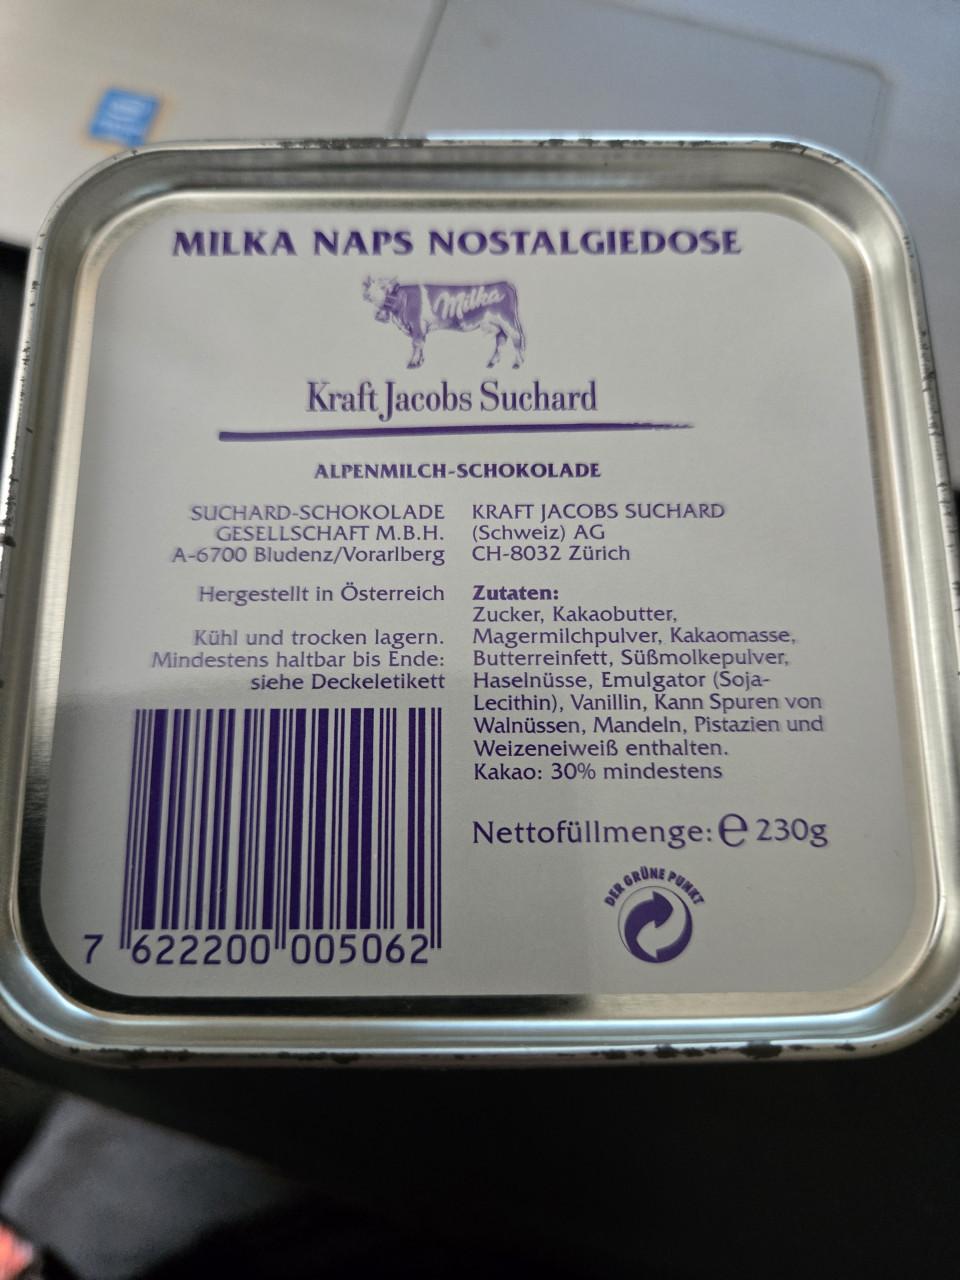 MILKA NAPS NOSTALGIEDOSE
Milka
Kraft Jacobs Suchard
ALPENMILCH-SCHOKOLADE
SUCHARD-SCHOKOLADE
GESELLSCHAFT M.B.H.
A-6700 Bludenz/Vorarlberg
Hergestellt in Österreich
Kühl und trocken lagern.
Mindestens haltbar bis Ende:
siehe Deckeletikett
7 622200 005062
KRAFT JACOBS SUCHARD
(Schweiz) AG
CH-8032 Zürich
Zutaten:
Zucker, Kakaobutter,
Magermilchpulver, Kakaomasse,
Butterreinfett, Süßmolkepulver,
Haselnüsse, Emulgator (Soja-
Lecithin), Vanillin, Kann Spuren von
Walnüssen, Mandeln, Pistazien und
Weizeneiweiß enthalten.
Kakao: 30% mindestens
Nettofüllmenge: e 230g
DER GRÜNE PUNKT